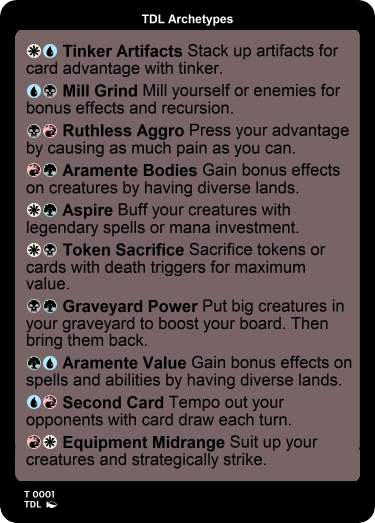 TDL Archetypes
Tinker Artifacts Stack up artifacts for
card advantage with tinker.
Mill Grind Mill yourself or enemies for
bonus effects and recursion.
Ruthless Aggro Press your advantage
by causing as much pain as you can.
Aramente Bodies Gain bonus effects
on creatures by having diverse lands.
Aspire Buff your creatures with
legendary spells or mana investment.
Token Sacrifice Sacrifice tokens or
cards with death triggers for maximum
value.
Graveyard Power Put big creatures in
your graveyard to boost your board. Then
bring them back.
Aramente Value Gain bonus effects on
spells and abilities by having diverse lands.
Second Card Tempo out your
opponents with card draw each turn.
Equipment Midrange Suit up your
creatures and strategically strike.
T 0001
TDL